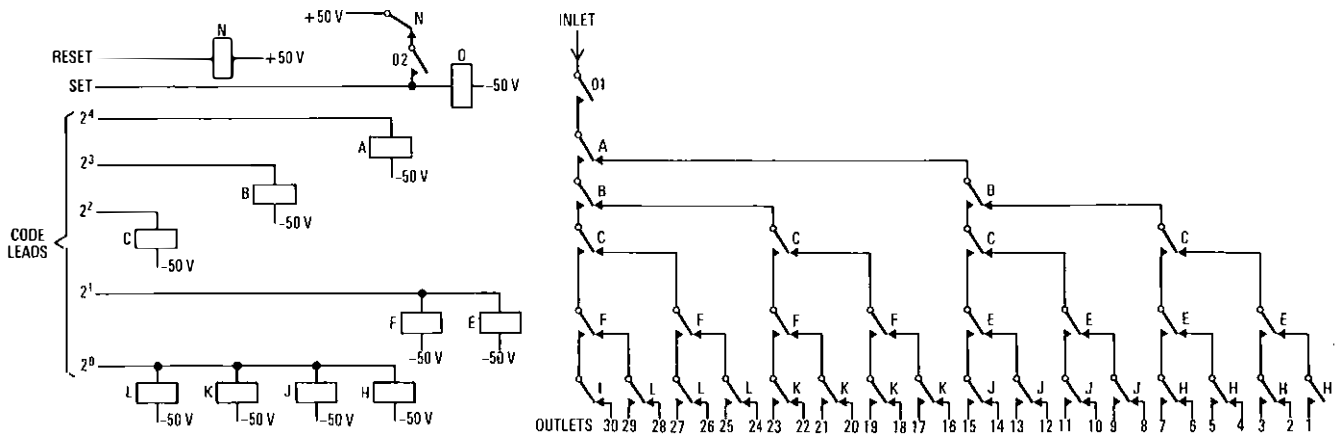 +50 V N
RESET N +50 V
02 O
SET -50 V
CODE LEADS
2⁴ A -50 V
2³ B -50 V
2² C -50 V
2¹ F E -50 V -50 V
2⁰ L K J H -50 V -50 V -50 V -50 V
INLET
01
A
B B
C C C C
F F F F E E E E
L L L L K K K K J J J J H H H H
OUTLETS 30 29 28 27 26 25 24 23 22 21 20 19 18 17 16 15 14 13 12 11 10 9 8 7 6 5 4 3 2 1